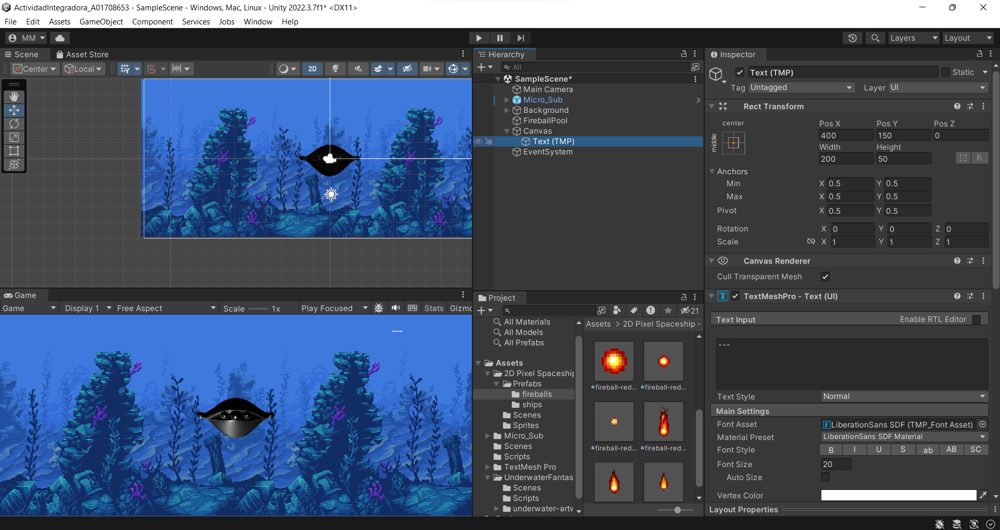 ActividadIntegradora_A01708653 - SampleScene - Windows, Mac, Linux - Unity 2022.3.7f1* <DX11>
File Edit Assets GameObject Component Services Jobs Window Help
MM Layers Layout
Scene Asset Store
Center Local 2D
Hierarchy
All
SampleScene*
Main Camera
Micro_Sub
Background
FireballPool
Canvas
Text (TMP)
EventSystem
Inspector
Text (TMP) Static
Tag Untagged Layer UI
Rect Transform
center
middle
Pos X Pos Y Pos Z
400 150 0
Width Height
200 50
R
Anchors
Min X 0.5 Y 0.5
Max X 0.5 Y 0.5
Pivot X 0.5 Y 0.5
Rotation X 0 Y 0 Z 0
Scale X 1 Y 1 Z 1
Canvas Renderer
Cull Transparent Mesh
TextMeshPro - Text (UI)
Text Input Enable RTL Editor
---
Text Style Normal
Main Settings
Font Asset F LiberationSans SDF (TMP_Font Asset)
Material Preset LiberationSans SDF Material
Font Style B I U S ab AB SC
Font Size 20
Auto Size
Vertex Color
Layout Properties
Game
Game Display 1 Free Aspect Scale 1x Play Focused Stats Gizmo
---
Project
21
All Materials
All Models
All Prefabs
Assets
2D Pixel Spaceship
Prefabs
fireballs
ships
Scenes
Sprites
Micro_Sub
Scenes
Scripts
TextMesh Pro
UnderwaterFantas
Scenes
Scripts
underwater-artw
Assets > 2D Pixel Spaceship -
fireball-red... fireball-red...
fireball-red... fireball-red...